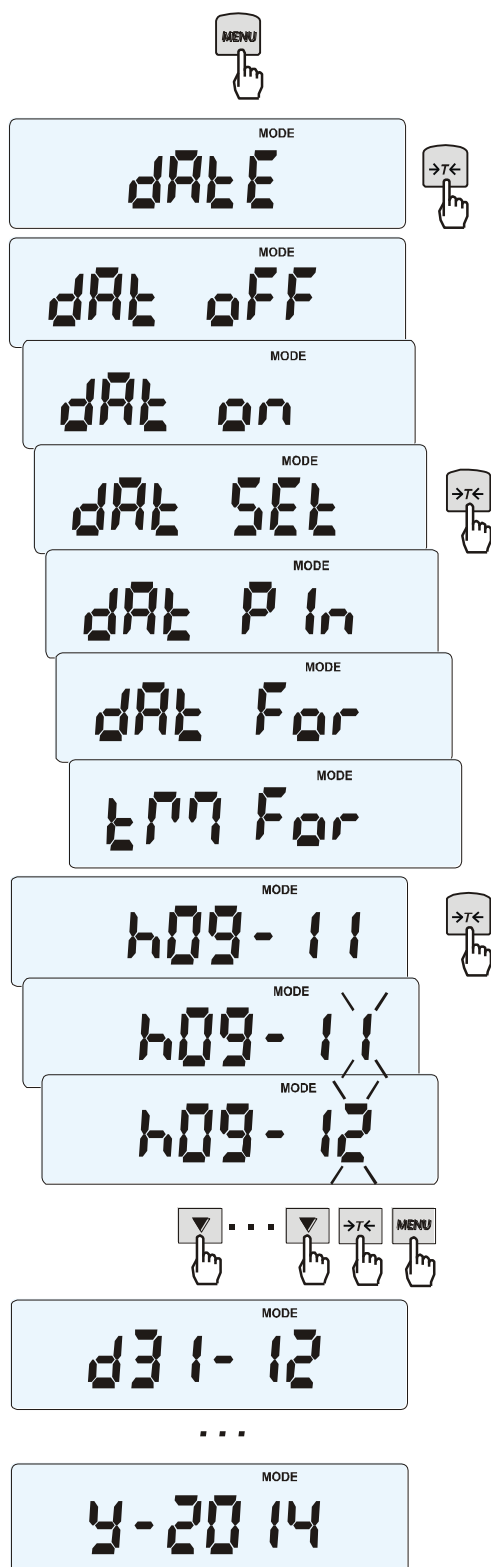 MENU
MODE
dAtE
→T←
MODE
dAt oFF
MODE
dAt on
MODE
dAt SEt
→T←
MODE
dAt PIn
MODE
dAt For
MODE
tM For
MODE
h09-11
→T←
MODE
h09-11
MODE
h09-12
▼ ... ▼ →T← MENU
MODE
d31-12
...
MODE
y-2014